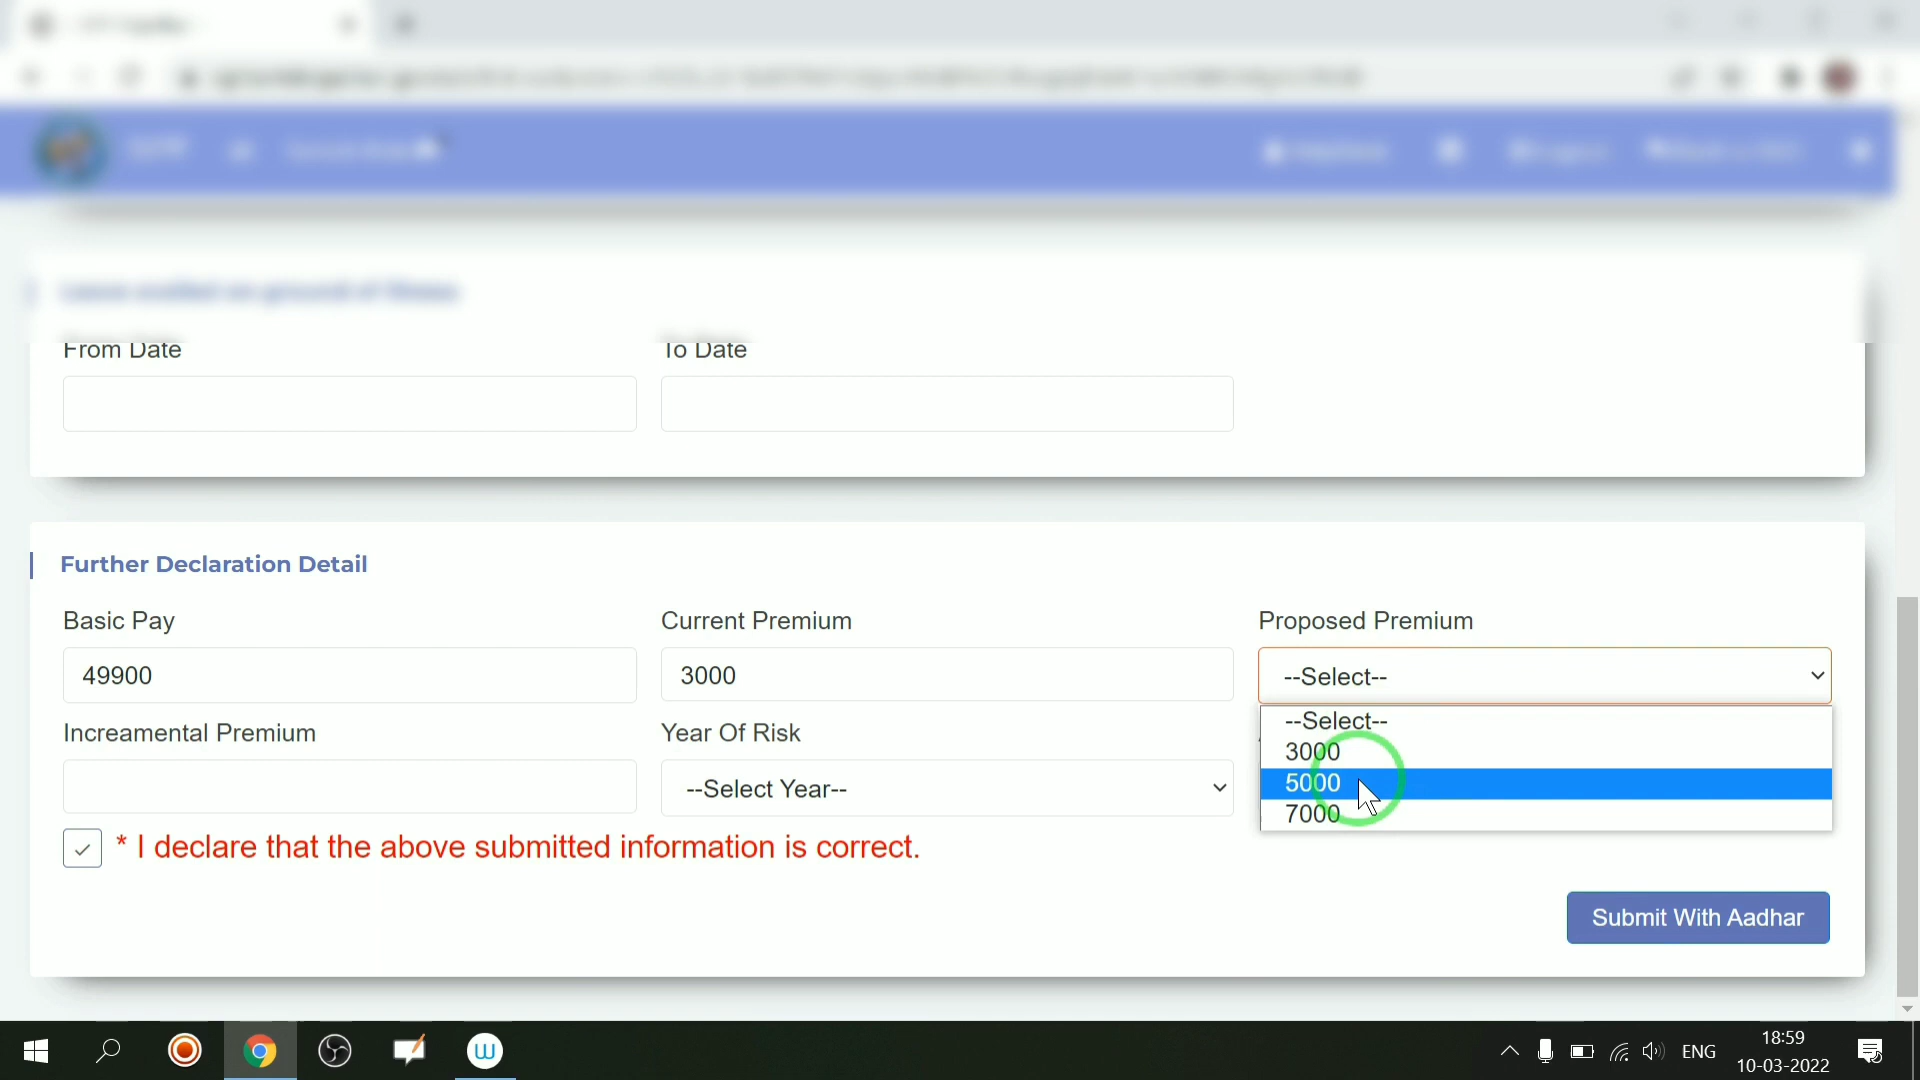 From Date
To Date
Further Declaration Detail
Basic Pay
Current Premium
Proposed Premium
49900
3000
--Select--
--Select--
3000
5000
7000
Increamental Premium
Year Of Risk
--Select Year--
* I declare that the above submitted information is correct.
Submit With Aadhar
ENG
18:59
10-03-2022